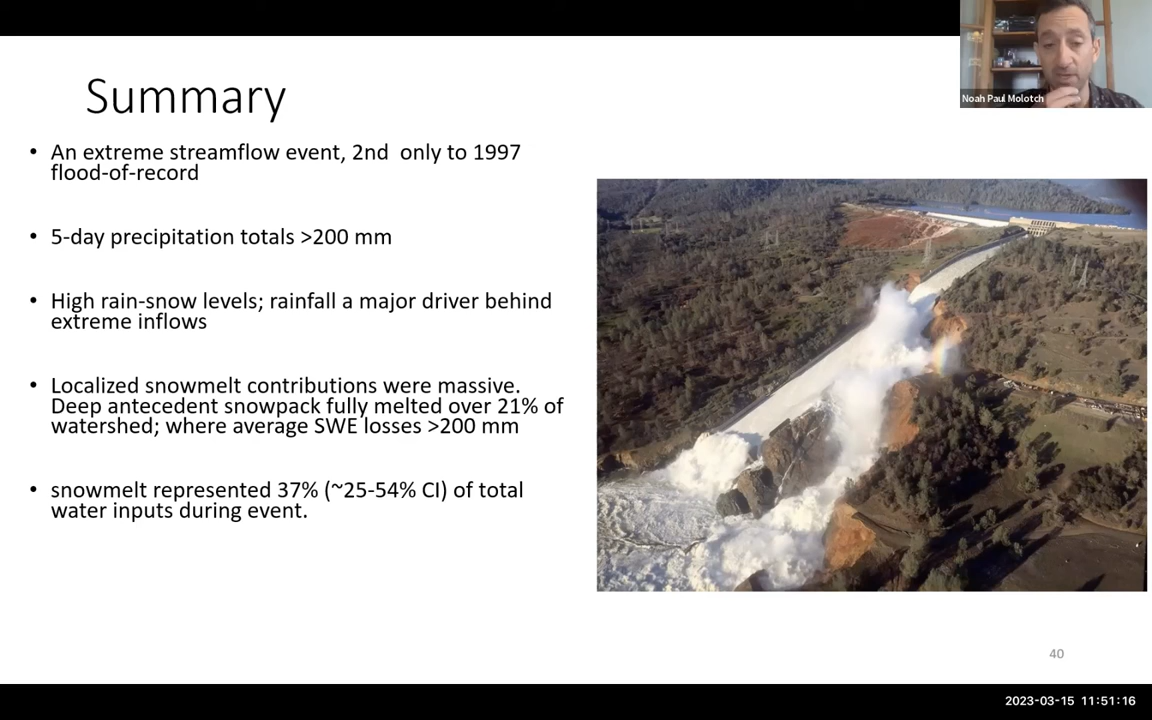 Noah Paul Molotch
Summary
• An extreme streamflow event, 2nd  only to 1997
flood-of-record
• 5-day precipitation totals >200 mm
• High rain-snow levels; rainfall a major driver behind
extreme inflows
• Localized snowmelt contributions were massive.
Deep antecedent snowpack fully melted over 21% of
watershed; where average SWE losses >200 mm
• snowmelt represented 37% (~25-54% CI) of total
water inputs during event.
40
2023-03-15  11:51:16